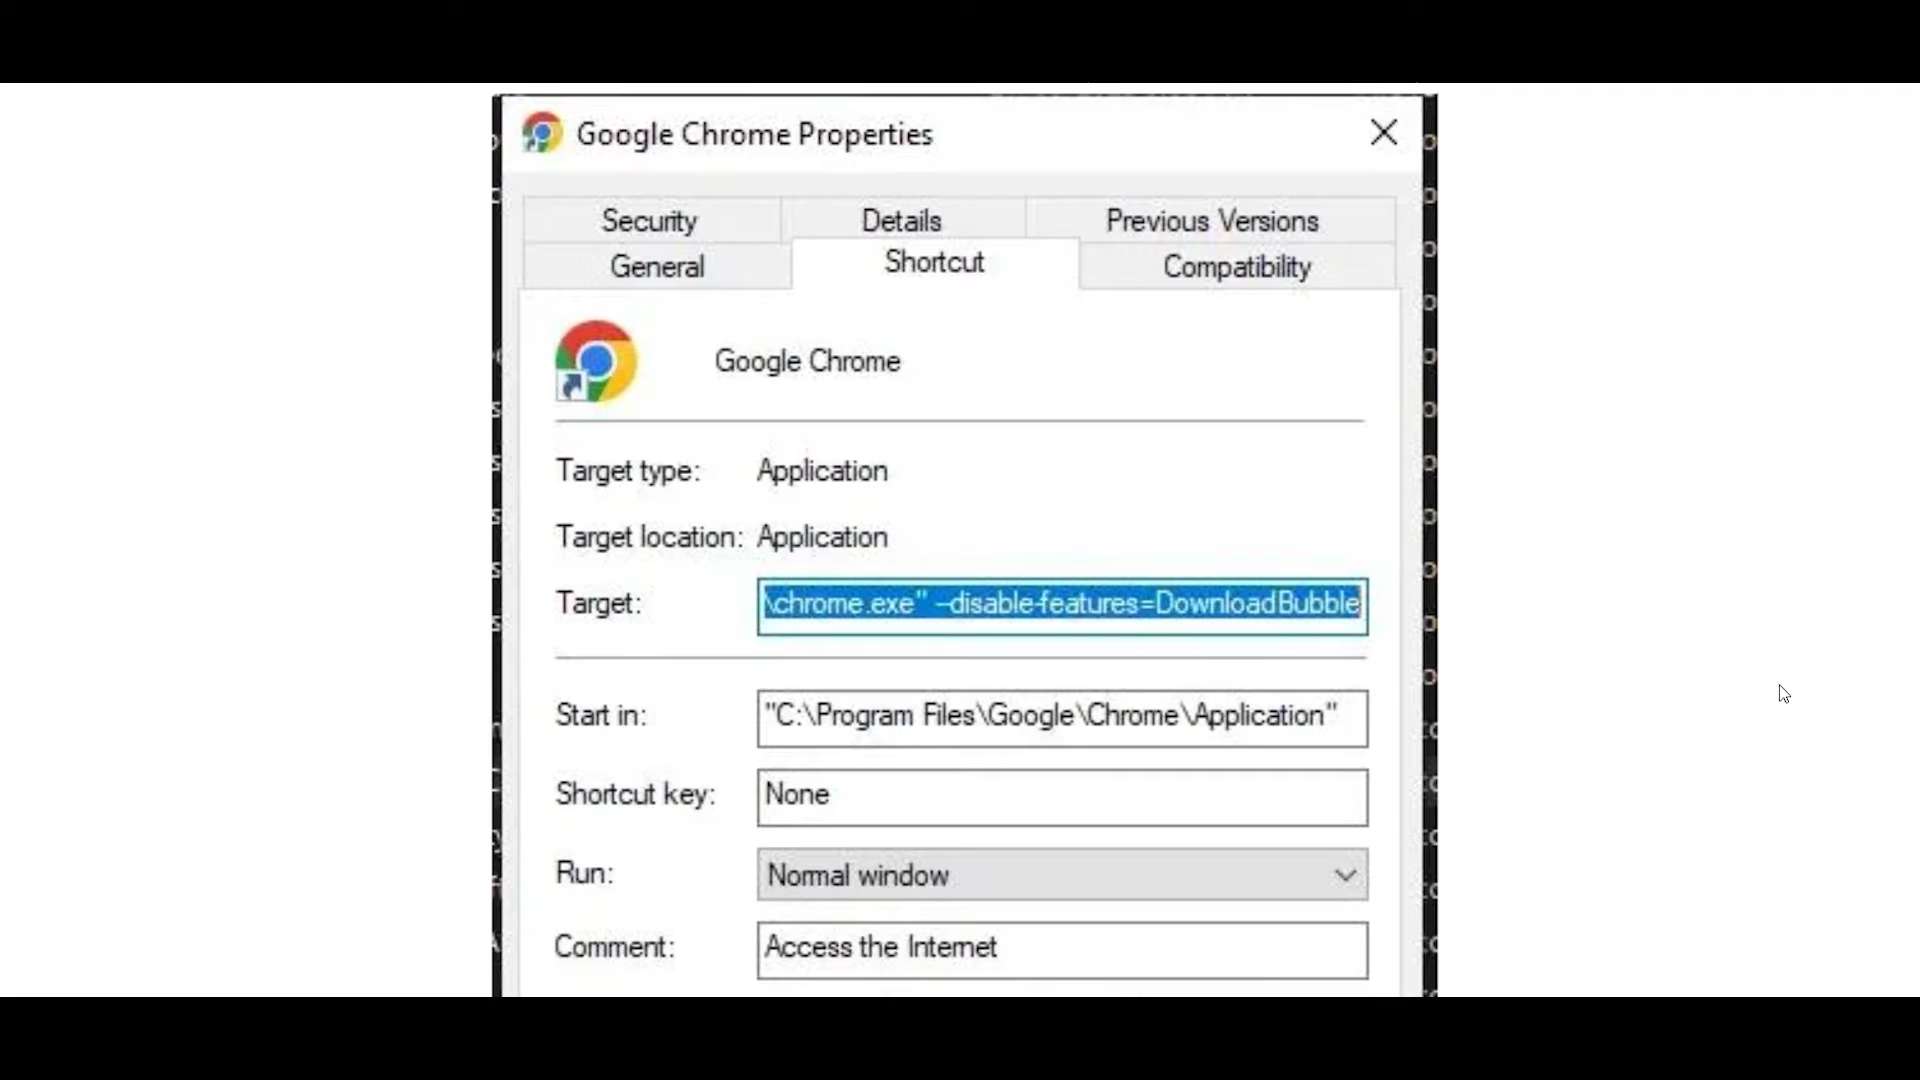 Google Chrome Properties
Security Details Previous Versions
General Shortcut Compatibility
Google Chrome
Target type: Application
Target location: Application
Target: \chrome.exe" --disable-features=DownloadBubble
Start in: "C:\Program Files\Google\Chrome\Application"
Shortcut key: None
Run: Normal window
Comment: Access the Internet